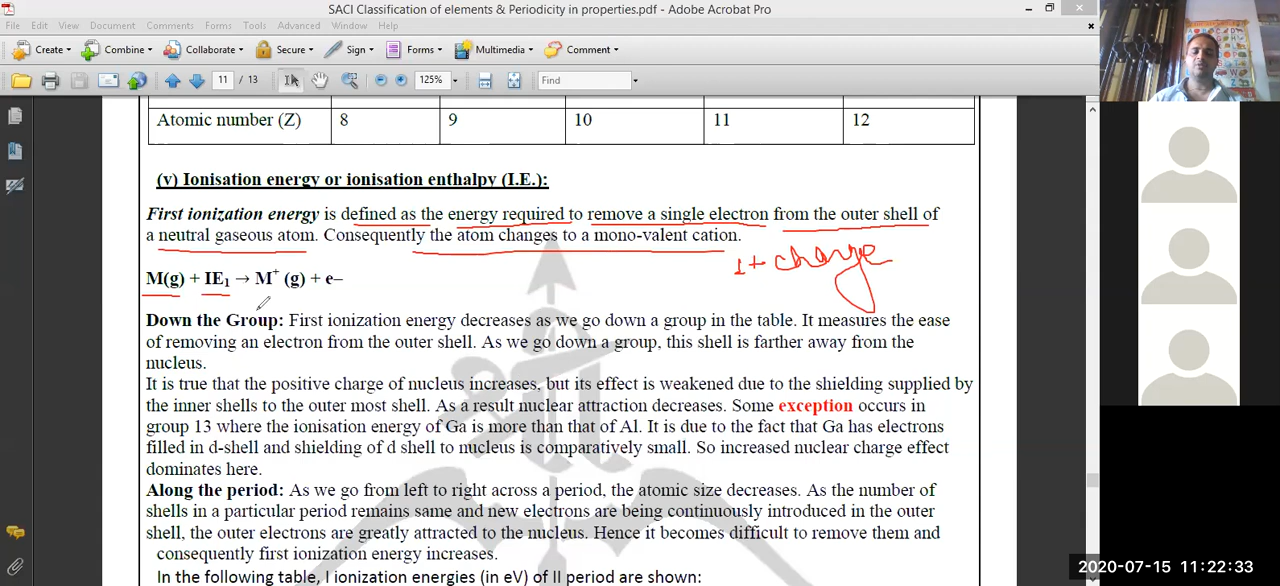 SACI Classification of elements & Periodicity in properties.pdf - Adobe Acrobat Pro
File Edit View Document Comments Forms Tools Advanced Window Help
Create Combine Collaborate Secure Sign Forms Multimedia Comment
11 / 13 125% Find
Atomic number (Z) 8 9 10 11 12
(v) Ionisation energy or ionisation enthalpy (I.E.):
First ionization energy is defined as the energy required to remove a single electron from the outer shell of
a neutral gaseous atom. Consequently the atom changes to a mono-valent cation.
1+ charge
M(g) + IE₁ → M⁺ (g) + e–
Down the Group: First ionization energy decreases as we go down a group in the table. It measures the ease
of removing an electron from the outer shell. As we go down a group, this shell is farther away from the
nucleus.
It is true that the positive charge of nucleus increases, but its effect is weakened due to the shielding supplied by
the inner shells to the outer most shell. As a result nuclear attraction decreases. Some exception occurs in
group 13 where the ionisation energy of Ga is more than that of Al. It is due to the fact that Ga has electrons
filled in d-shell and shielding of d shell to nucleus is comparatively small. So increased nuclear charge effect
dominates here.
Along the period: As we go from left to right across a period, the atomic size decreases. As the number of
shells in a particular period remains same and new electrons are being continuously introduced in the outer
shell, the outer electrons are greatly attracted to the nucleus. Hence it becomes difficult to remove them and
consequently first ionization energy increases.
In the following table, I ionization energies (in eV) of II period are shown:
2020-07-15 11:22:33